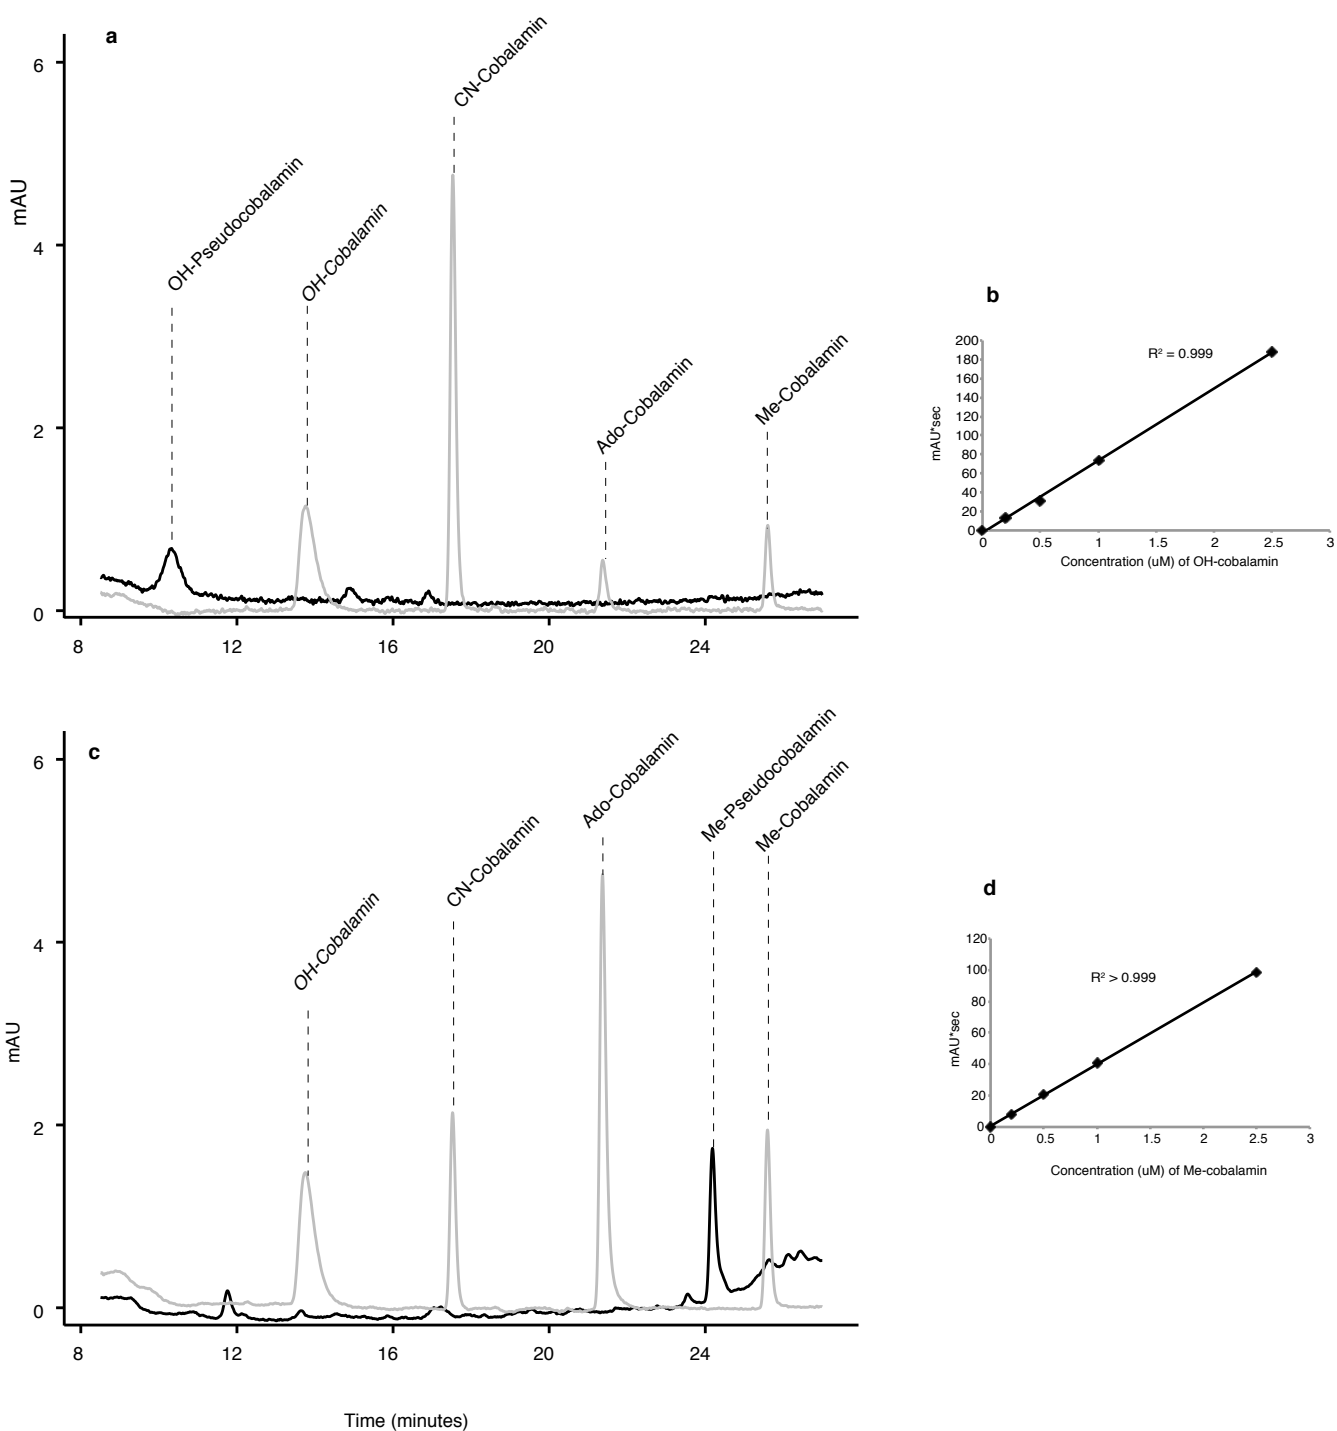 a
CN-Cobalamin
OH-Pseudocobalamin
OH-Cobalamin
Ado-Cobalamin
Me-Cobalamin
mAU
6
4
2
0
8 12 16 20 24
b
R² = 0.999
mAU*sec
200
180
160
140
120
100
80
60
40
20
0
0 0.5 1 1.5 2 2.5 3
Concentration (uM) of OH-cobalamin
c
OH-Cobalamin
CN-Cobalamin
Ado-Cobalamin
Me-Pseudocobalamin
Me-Cobalamin
mAU
6
4
2
0
8 12 16 20 24
Time (minutes)
d
R² > 0.999
mAU*sec
120
100
80
60
40
20
0
0 0.5 1 1.5 2 2.5 3
Concentration (uM) of Me-cobalamin